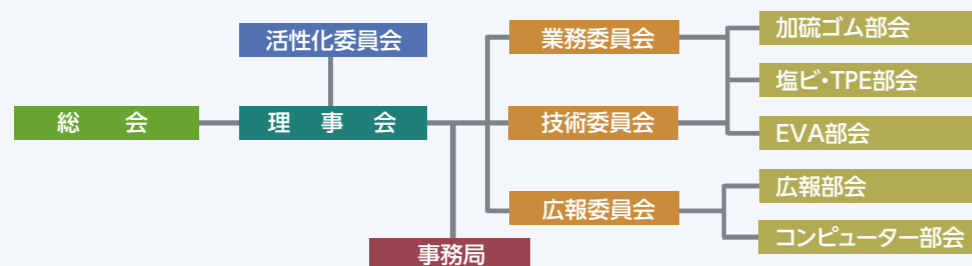 総会
理事会
活性化委員会
事務局
業務委員会
技術委員会
広報委員会
加硫ゴム部会
塩ビ・TPE部会
EVA部会
広報部会
コンピューター部会